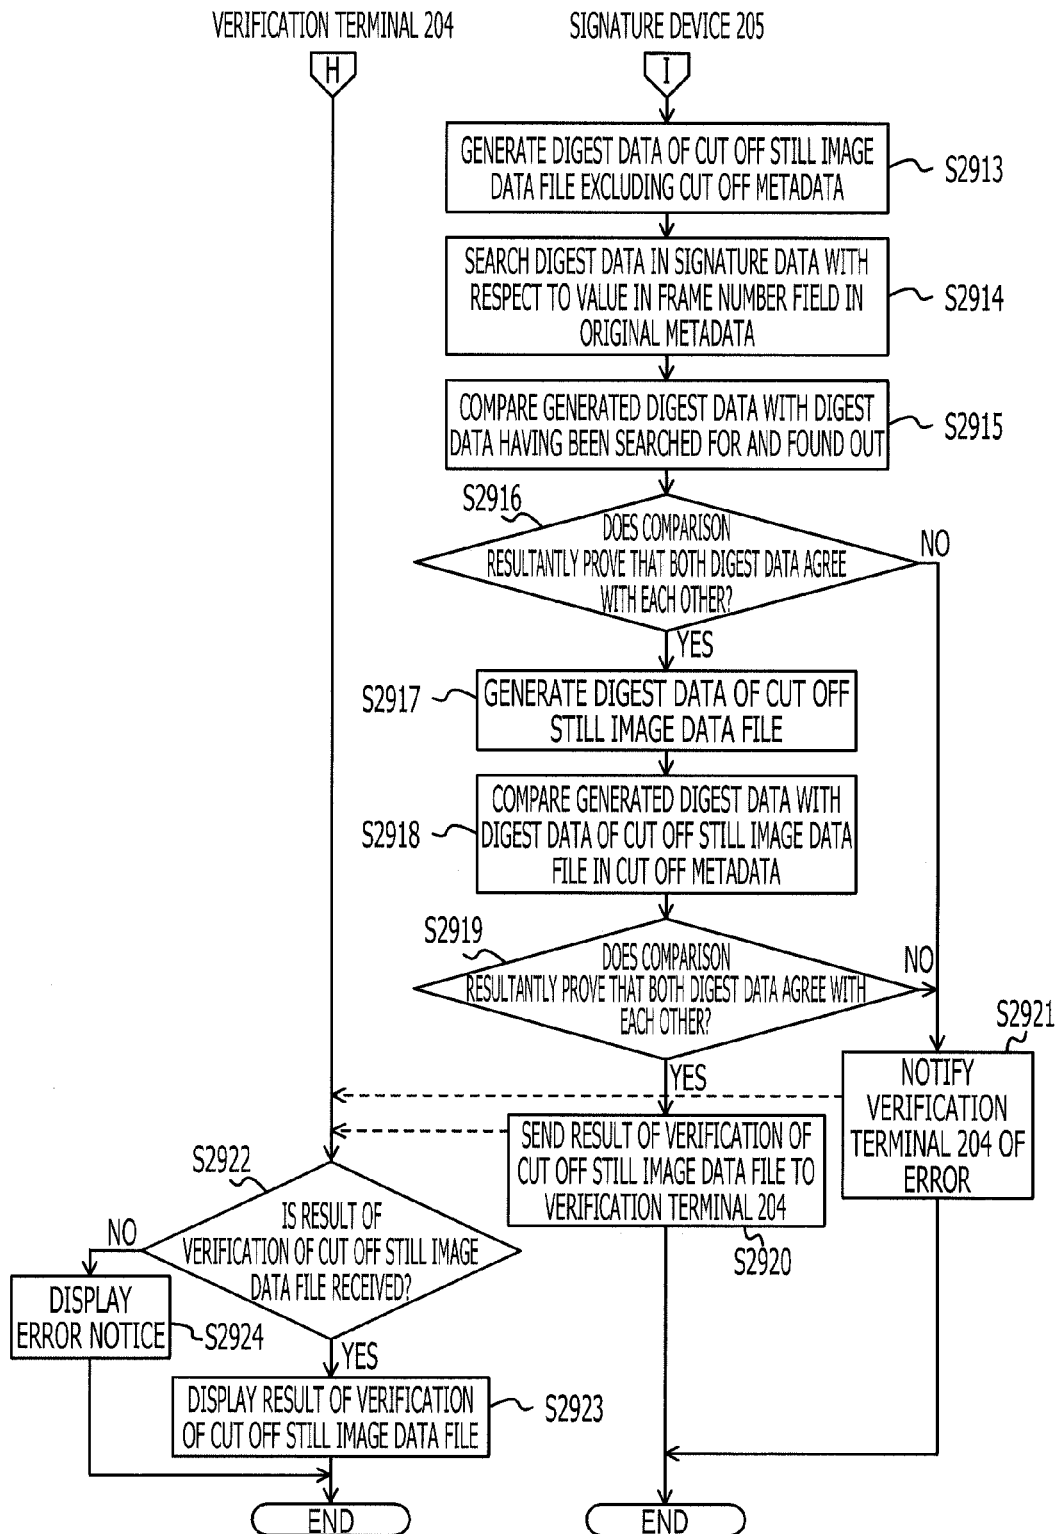 VERIFICATION TERMINAL 204
SIGNATURE DEVICE 205
H
I
GENERATE DIGEST DATA OF CUT OFF STILL IMAGE
DATA FILE EXCLUDING CUT OFF METADATA
S2913
SEARCH DIGEST DATA IN SIGNATURE DATA WITH
RESPECT TO VALUE IN FRAME NUMBER FIELD IN
ORIGINAL METADATA
S2914
COMPARE GENERATED DIGEST DATA WITH DIGEST
DATA HAVING BEEN SEARCHED FOR AND FOUND OUT
S2915
S2916
DOES COMPARISON
RESULTANTLY PROVE THAT BOTH DIGEST DATA AGREE
WITH EACH OTHER?
NO
YES
S2917
GENERATE DIGEST DATA OF CUT OFF
STILL IMAGE DATA FILE
S2918
COMPARE GENERATED DIGEST DATA WITH
DIGEST DATA OF CUT OFF STILL IMAGE DATA
FILE IN CUT OFF METADATA
S2919
DOES COMPARISON
RESULTANTLY PROVE THAT BOTH DIGEST DATA AGREE WITH
EACH OTHER?
NO
YES
S2921
NOTIFY
VERIFICATION
TERMINAL 204 OF
ERROR
SEND RESULT OF VERIFICATION OF
CUT OFF STILL IMAGE DATA FILE TO
VERIFICATION TERMINAL 204
S2920
S2922
IS RESULT OF
VERIFICATION OF CUT OFF STILL IMAGE
DATA FILE RECEIVED?
NO
YES
DISPLAY
ERROR NOTICE
S2924
DISPLAY RESULT OF VERIFICATION
OF CUT OFF STILL IMAGE DATA FILE
S2923
END
END